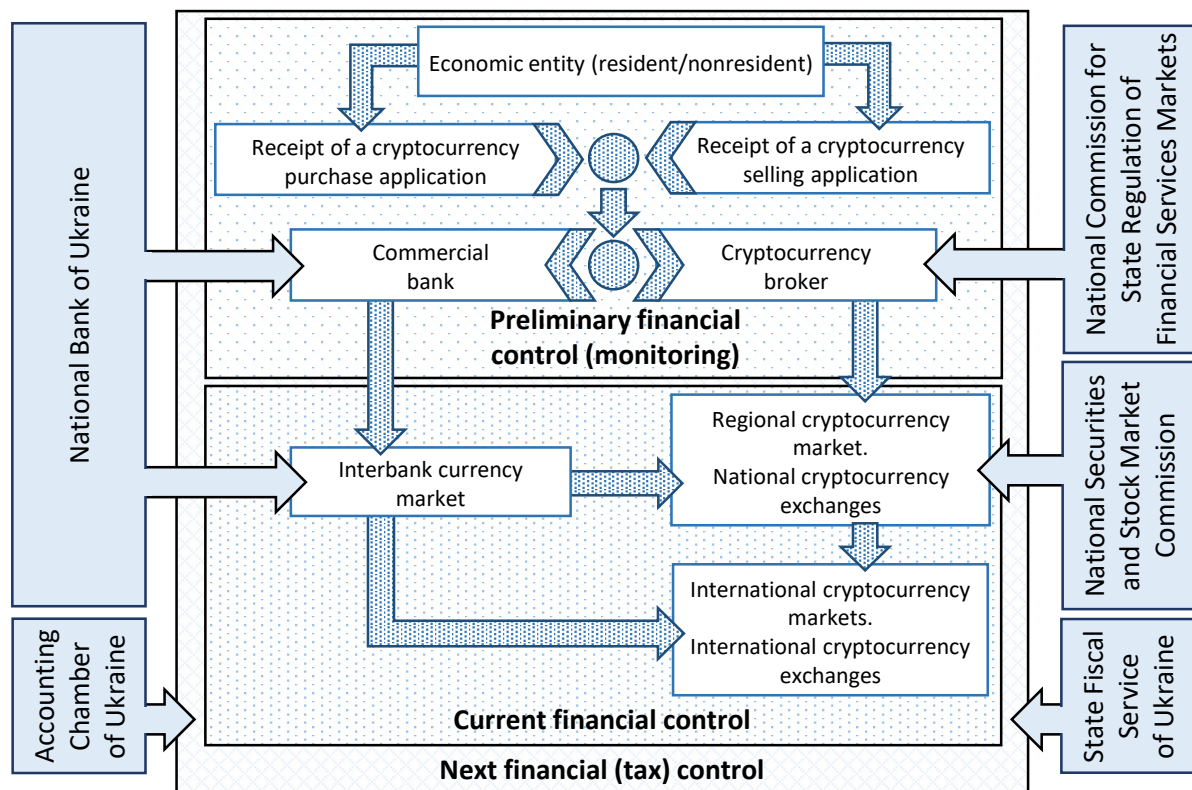 National Bank of Ukraine
Accounting
Chamber
of Ukraine
Economic entity (resident/nonresident)
Receipt of a cryptocurrency
purchase application
Receipt of a cryptocurrency
selling application
Commercial
bank
Cryptocurrency
broker
Preliminary financial
control (monitoring)
Interbank currency
market
Regional cryptocurrency
market.
National cryptocurrency
exchanges
International cryptocurrency
markets.
International cryptocurrency
exchanges
Current financial control
Next financial (tax) control
National Commission for
State Regulation of
Financial Services Markets
National Securities
and Stock Market
Commission
State Fiscal
Service
of Ukraine